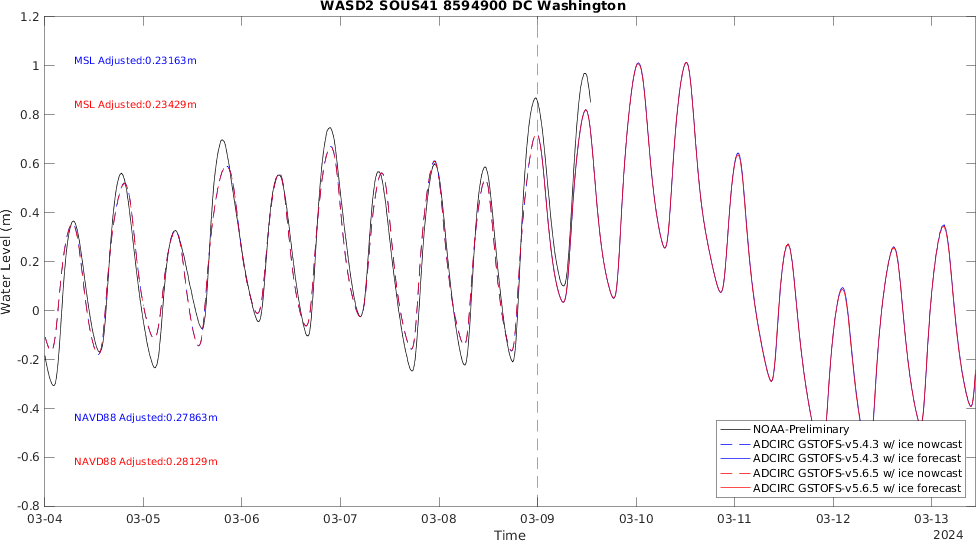 WASD2 SOUS41 8594900 DC Washington
1.2
1
0.8
0.6
0.4
0.2
0
-0.2
-0.4
-0.6
-0.8
Water Level (m)
MSL Adjusted:0.23163m
MSL Adjusted:0.23429m
NAVD88 Adjusted:0.27863m
NAVD88 Adjusted:0.28129m
NOAA-Preliminary
ADCIRC GSTOFS-v5.4.3 w/ ice nowcast
ADCIRC GSTOFS-v5.4.3 w/ ice forecast
ADCIRC GSTOFS-v5.6.5 w/ ice nowcast
ADCIRC GSTOFS-v5.6.5 w/ ice forecast
03-04 03-05 03-06 03-07 03-08 03-09 03-10 03-11 03-12 03-13
2024
Time